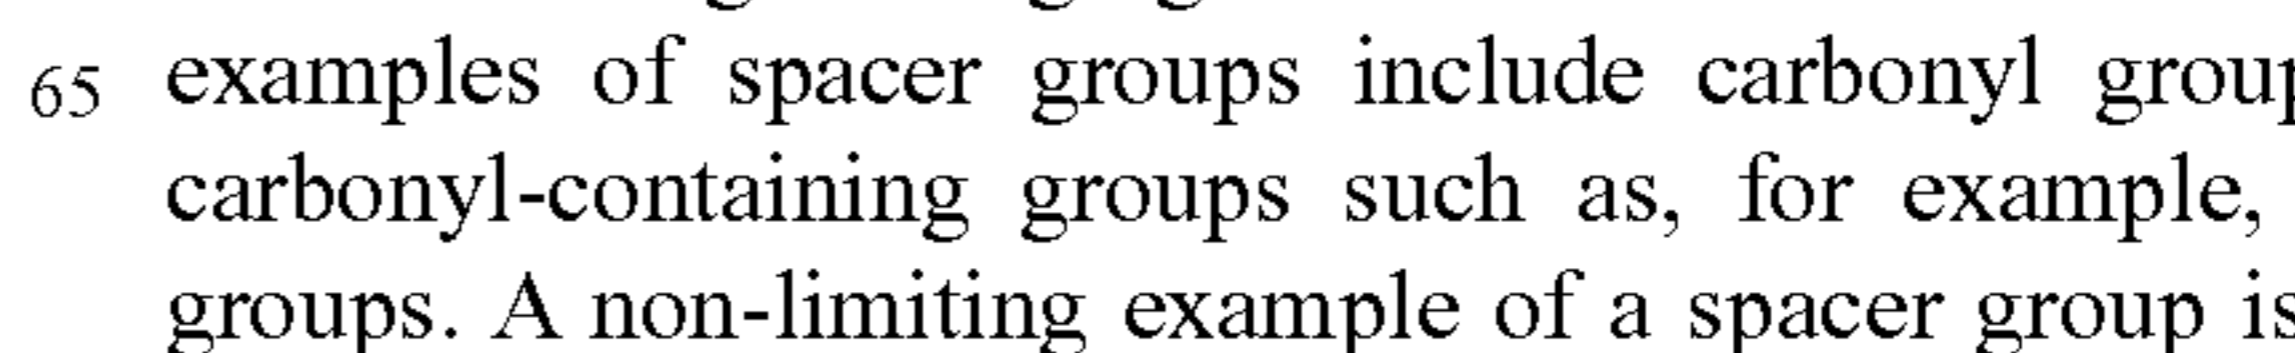 65 examples of spacer groups include carbonyl
carbonyl-containing groups such as, for example,
groups. A non-limiting example of a spacer group is